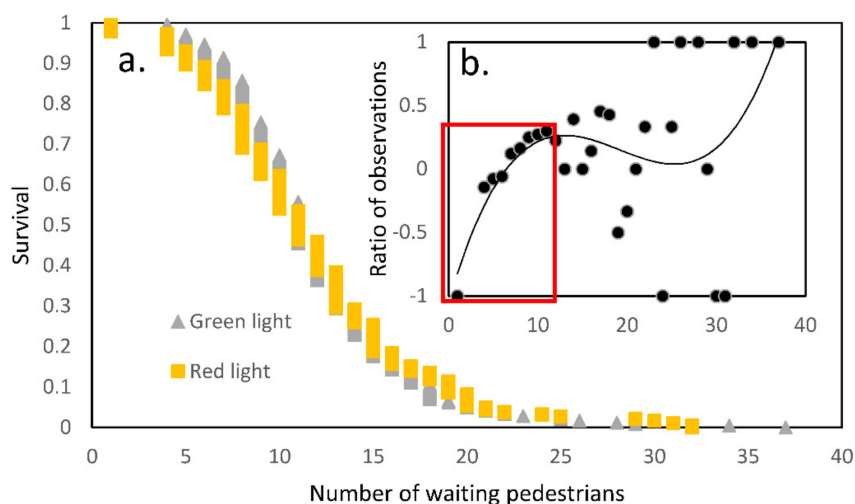 a.
Survival
1
0.9
0.8
0.7
0.6
0.5
0.4
0.3
0.2
0.1
0
Green light
Red light
0 5 10 15 20 25 30 35 40
Number of waiting pedestrians
b.
Ratio of observations
1
0.5
0
-0.5
-1
0 10 20 30 40